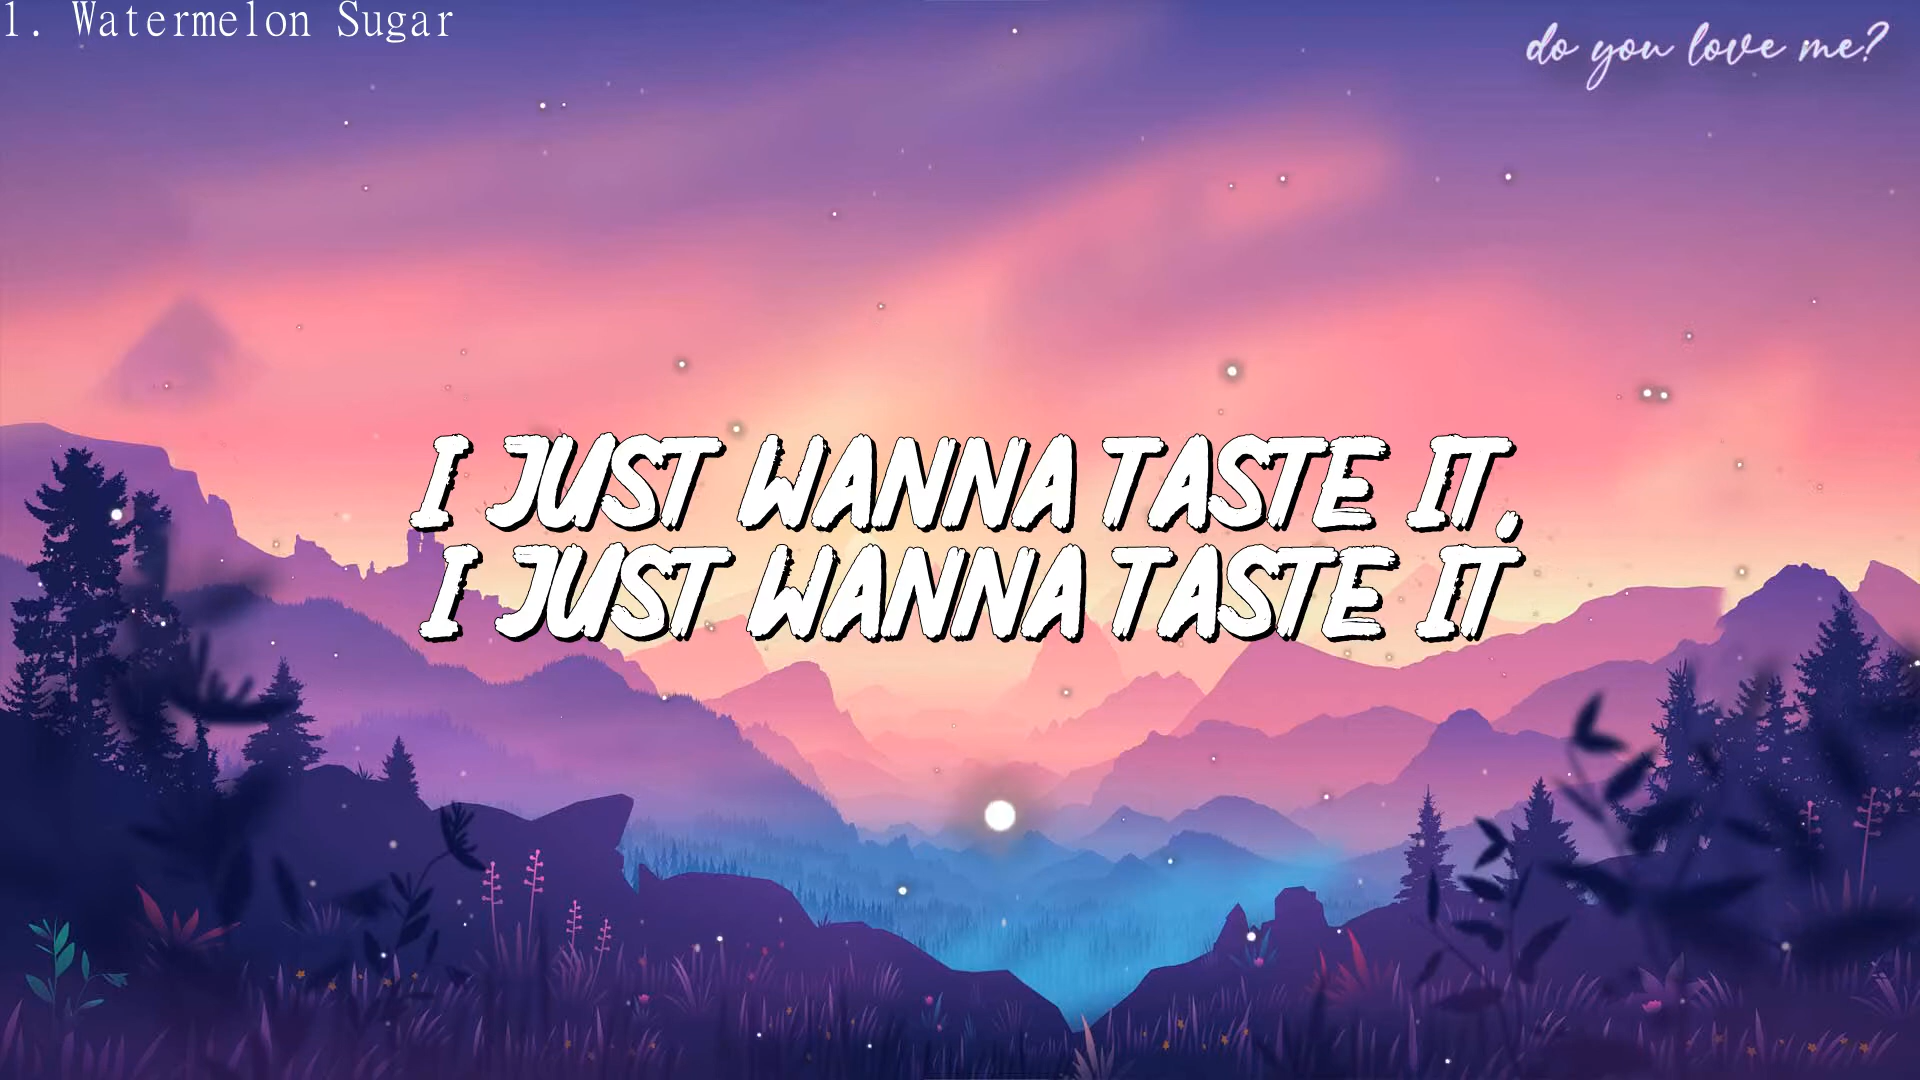 1. Watermelon Sugar
do you love me?
I JUST WANNA TASTE IT,
I JUST WANNA TASTE IT